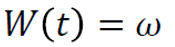 W(t) = ω